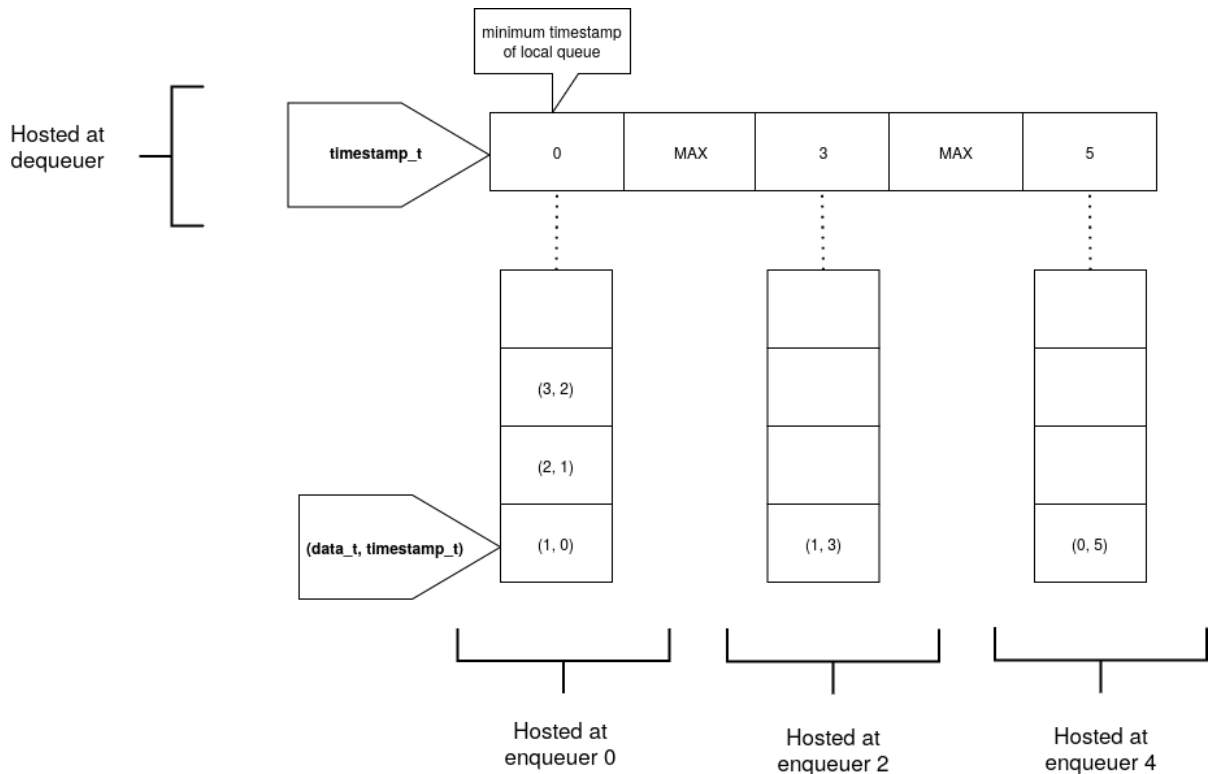 minimum timestamp
of local queue
Hosted at
dequeuer
timestamp_t
0
MAX
3
MAX
5
(3, 2)
(2, 1)
(data_t, timestamp_t)
(1, 0)
(1, 3)
(0, 5)
Hosted at
enqueuer 0
Hosted at
enqueuer 2
Hosted at
enqueuer 4